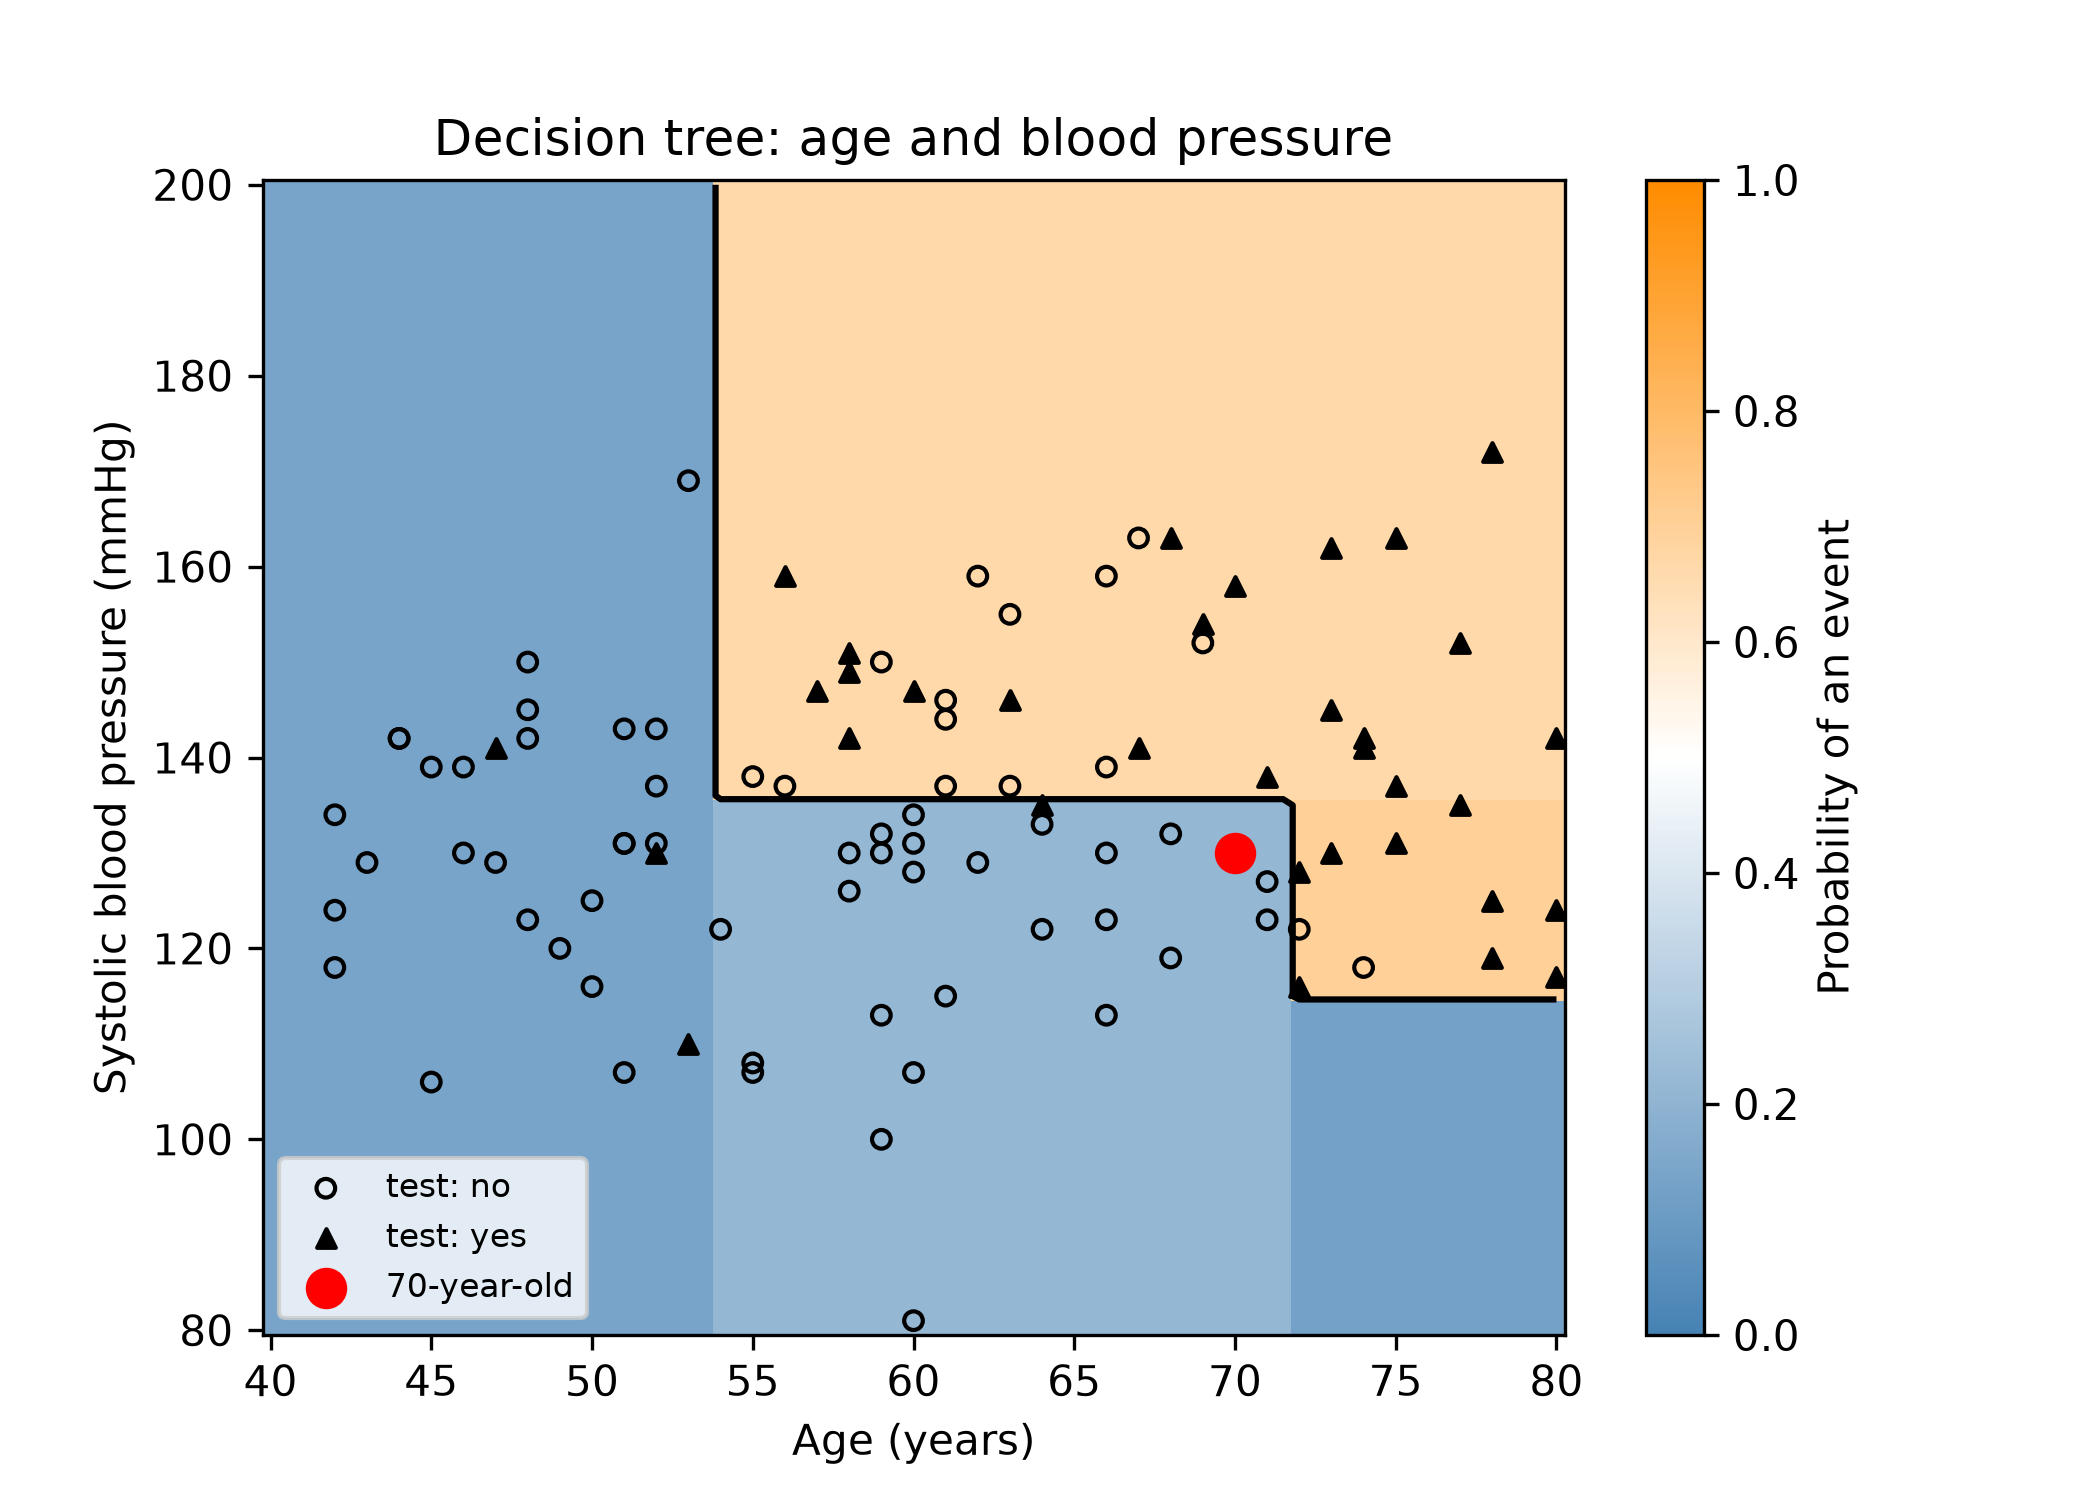 Decision tree: age and blood pressure
200
180
160
140
120
100
80
Systolic blood pressure (mmHg)
40 45 50 55 60 65 70 75 80
Age (years)
test: no
test: yes
70-year-old
1.0
0.8
0.6
0.4
0.2
0.0
Probability of an event